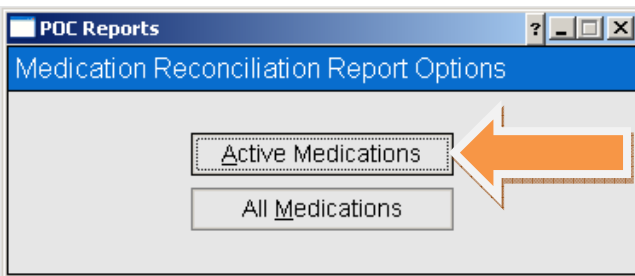 POC Reports
Medication Reconciliation Report Options
Active Medications
All Medications